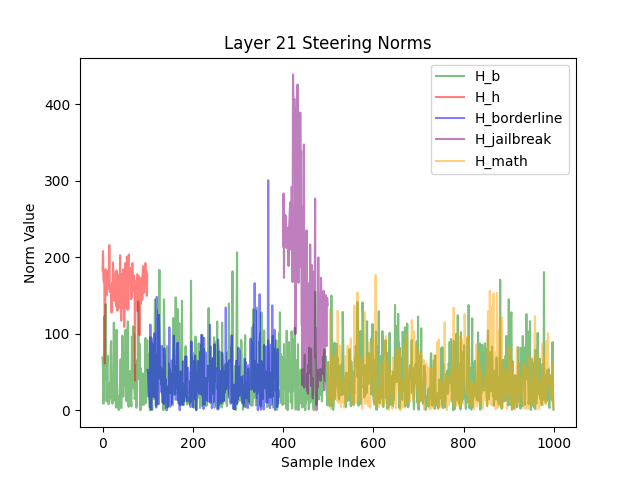 Layer 21 Steering Norms
H_b
H_h
H_borderline
H_jailbreak
H_math
Norm Value
400
300
200
100
0
0
200
400
600
800
1000
Sample Index